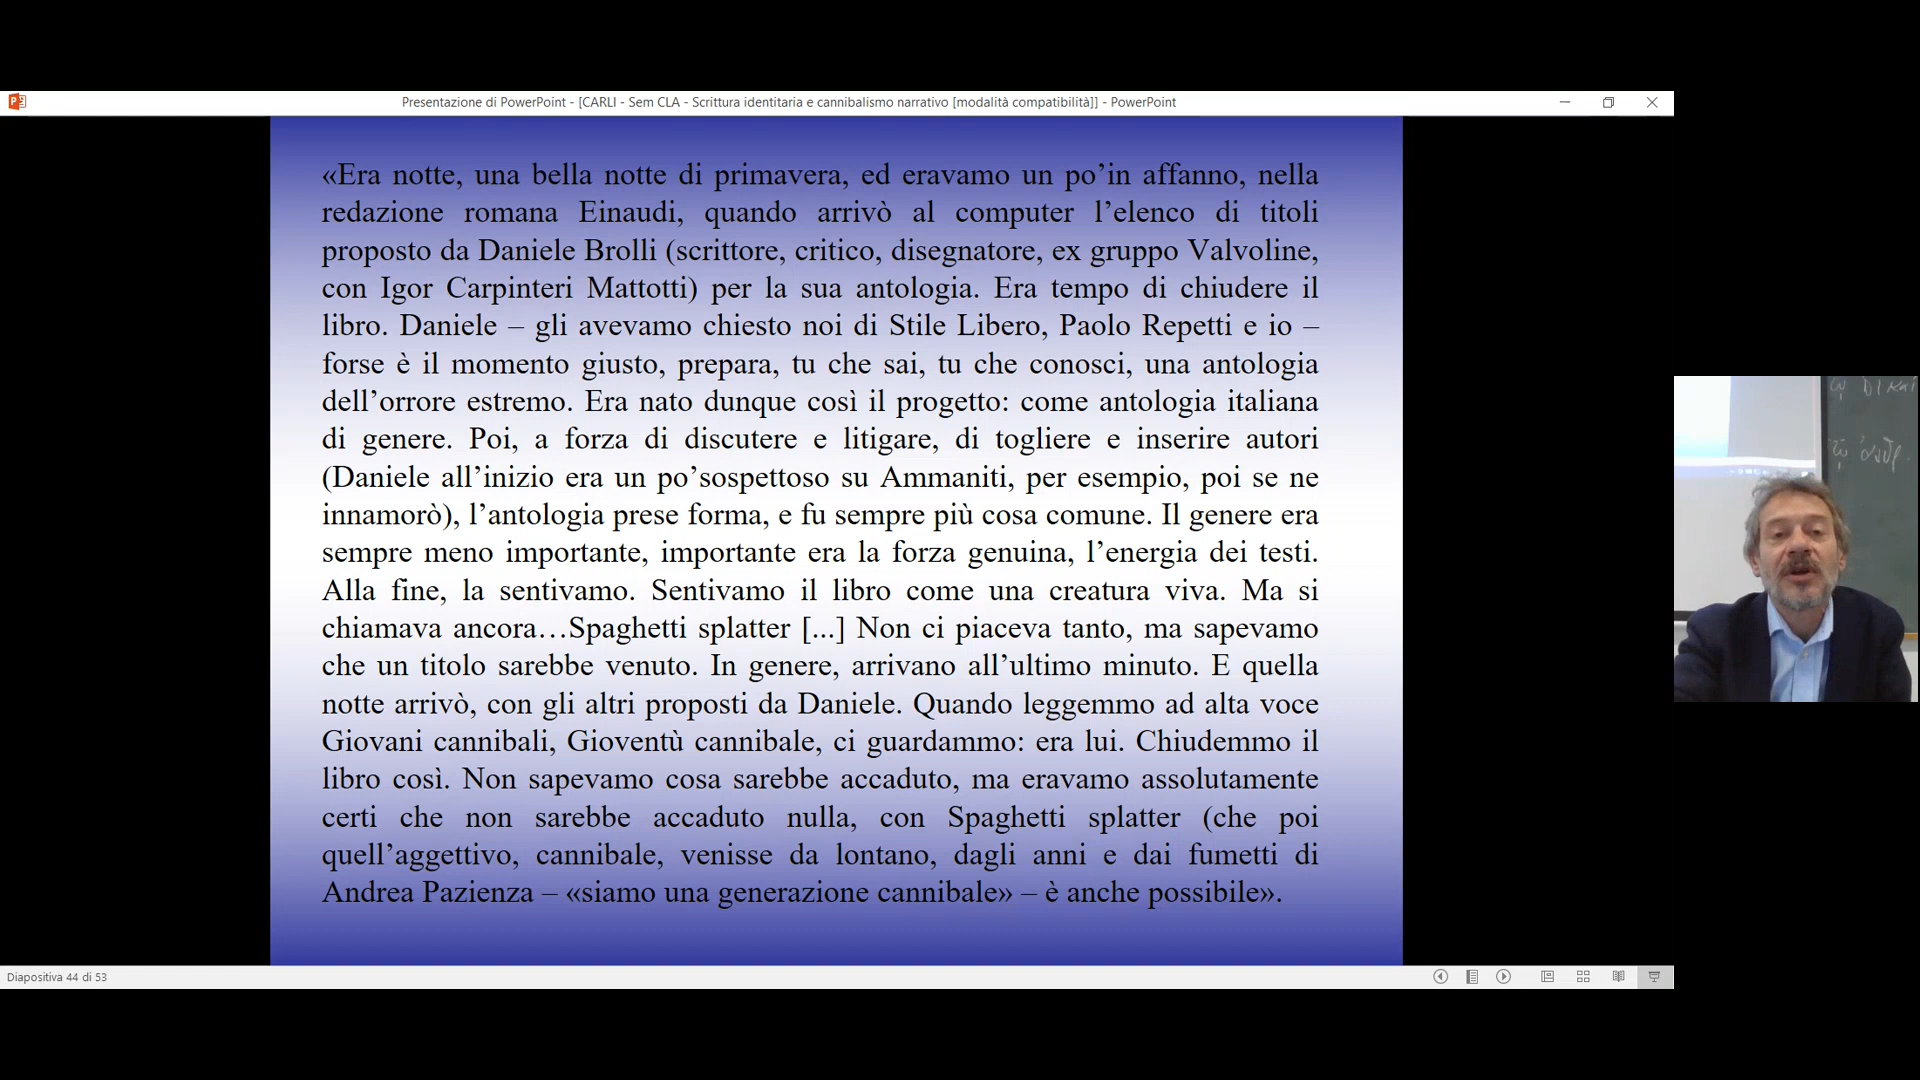 Presentazione di PowerPoint - [CARLI - Sem CLA - Scrittura identitaria e cannibalismo narrativo [modalità compatibilità]] - PowerPoint
«Era notte, una bella notte di primavera, ed eravamo un po’in affanno, nella
redazione romana Einaudi, quando arrivò al computer l’elenco di titoli
proposto da Daniele Brolli (scrittore, critico, disegnatore, ex gruppo Valvoline,
con Igor Carpinteri Mattotti) per la sua antologia. Era tempo di chiudere il
libro. Daniele – gli avevamo chiesto noi di Stile Libero, Paolo Repetti e io –
forse è il momento giusto, prepara, tu che sai, tu che conosci, una antologia
dell’orrore estremo. Era nato dunque così il progetto: come antologia italiana
di genere. Poi, a forza di discutere e litigare, di togliere e inserire autori
(Daniele all’inizio era un po’sospettoso su Ammaniti, per esempio, poi se ne
innamorò), l’antologia prese forma, e fu sempre più cosa comune. Il genere era
sempre meno importante, importante era la forza genuina, l’energia dei testi.
Alla fine, la sentivamo. Sentivamo il libro come una creatura viva. Ma si
chiamava ancora…Spaghetti splatter [...] Non ci piaceva tanto, ma sapevamo
che un titolo sarebbe venuto. In genere, arrivano all’ultimo minuto. E quella
notte arrivò, con gli altri proposti da Daniele. Quando leggemmo ad alta voce
Giovani cannibali, Gioventù cannibale, ci guardammo: era lui. Chiudemmo il
libro così. Non sapevamo cosa sarebbe accaduto, ma eravamo assolutamente
certi che non sarebbe accaduto nulla, con Spaghetti splatter (che poi
quell’aggettivo, cannibale, venisse da lontano, dagli anni e dai fumetti di
Andrea Pazienza – «siamo una generazione cannibale» – è anche possibile».
Diapositiva 44 di 53